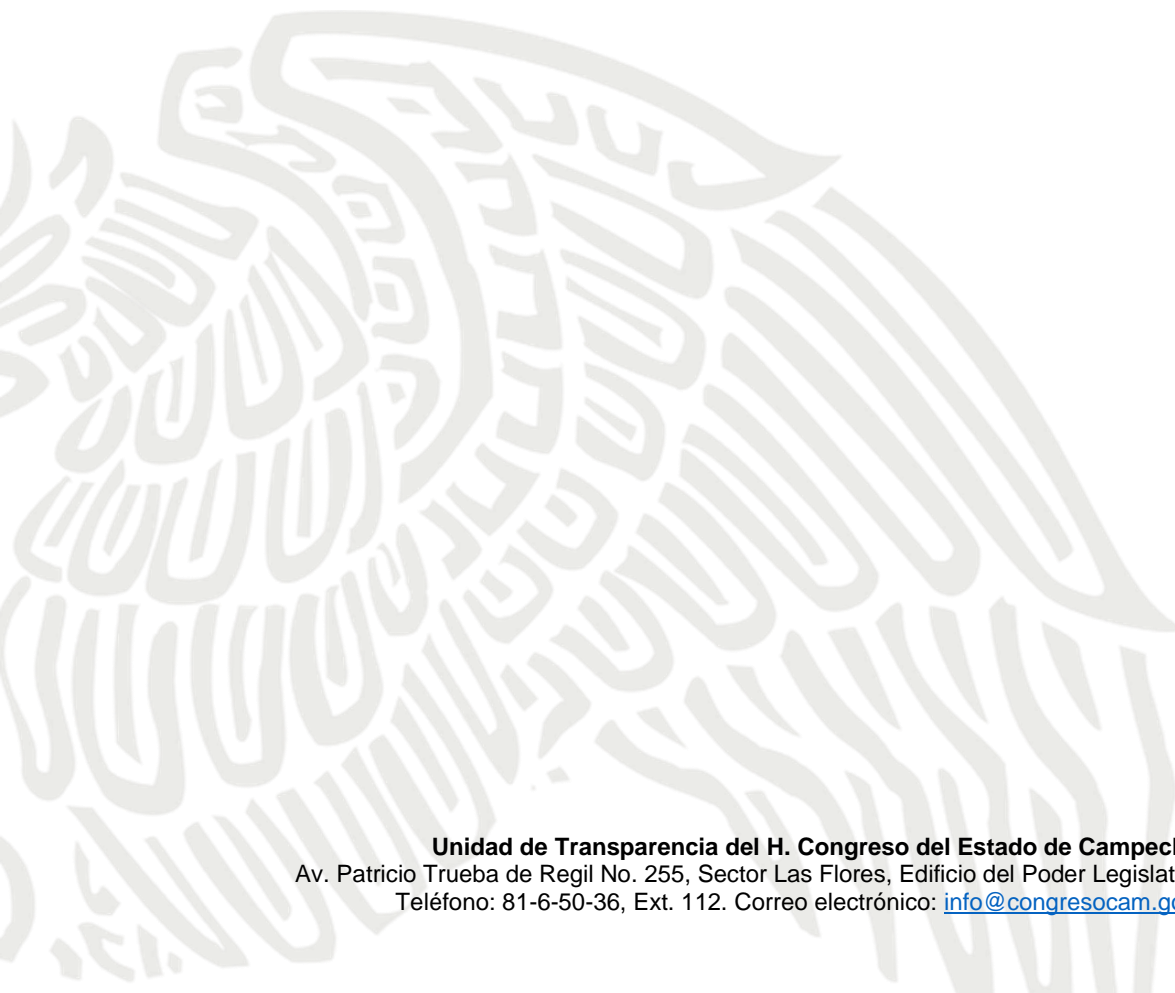 Unidad de Transparencia del H. Congreso del Estado de Campec
Av. Patricio Trueba de Regil No. 255, Sector Las Flores, Edificio del Poder Legislat
Teléfono: 81-6-50-36, Ext. 112. Correo electrónico: info@congresocam.go